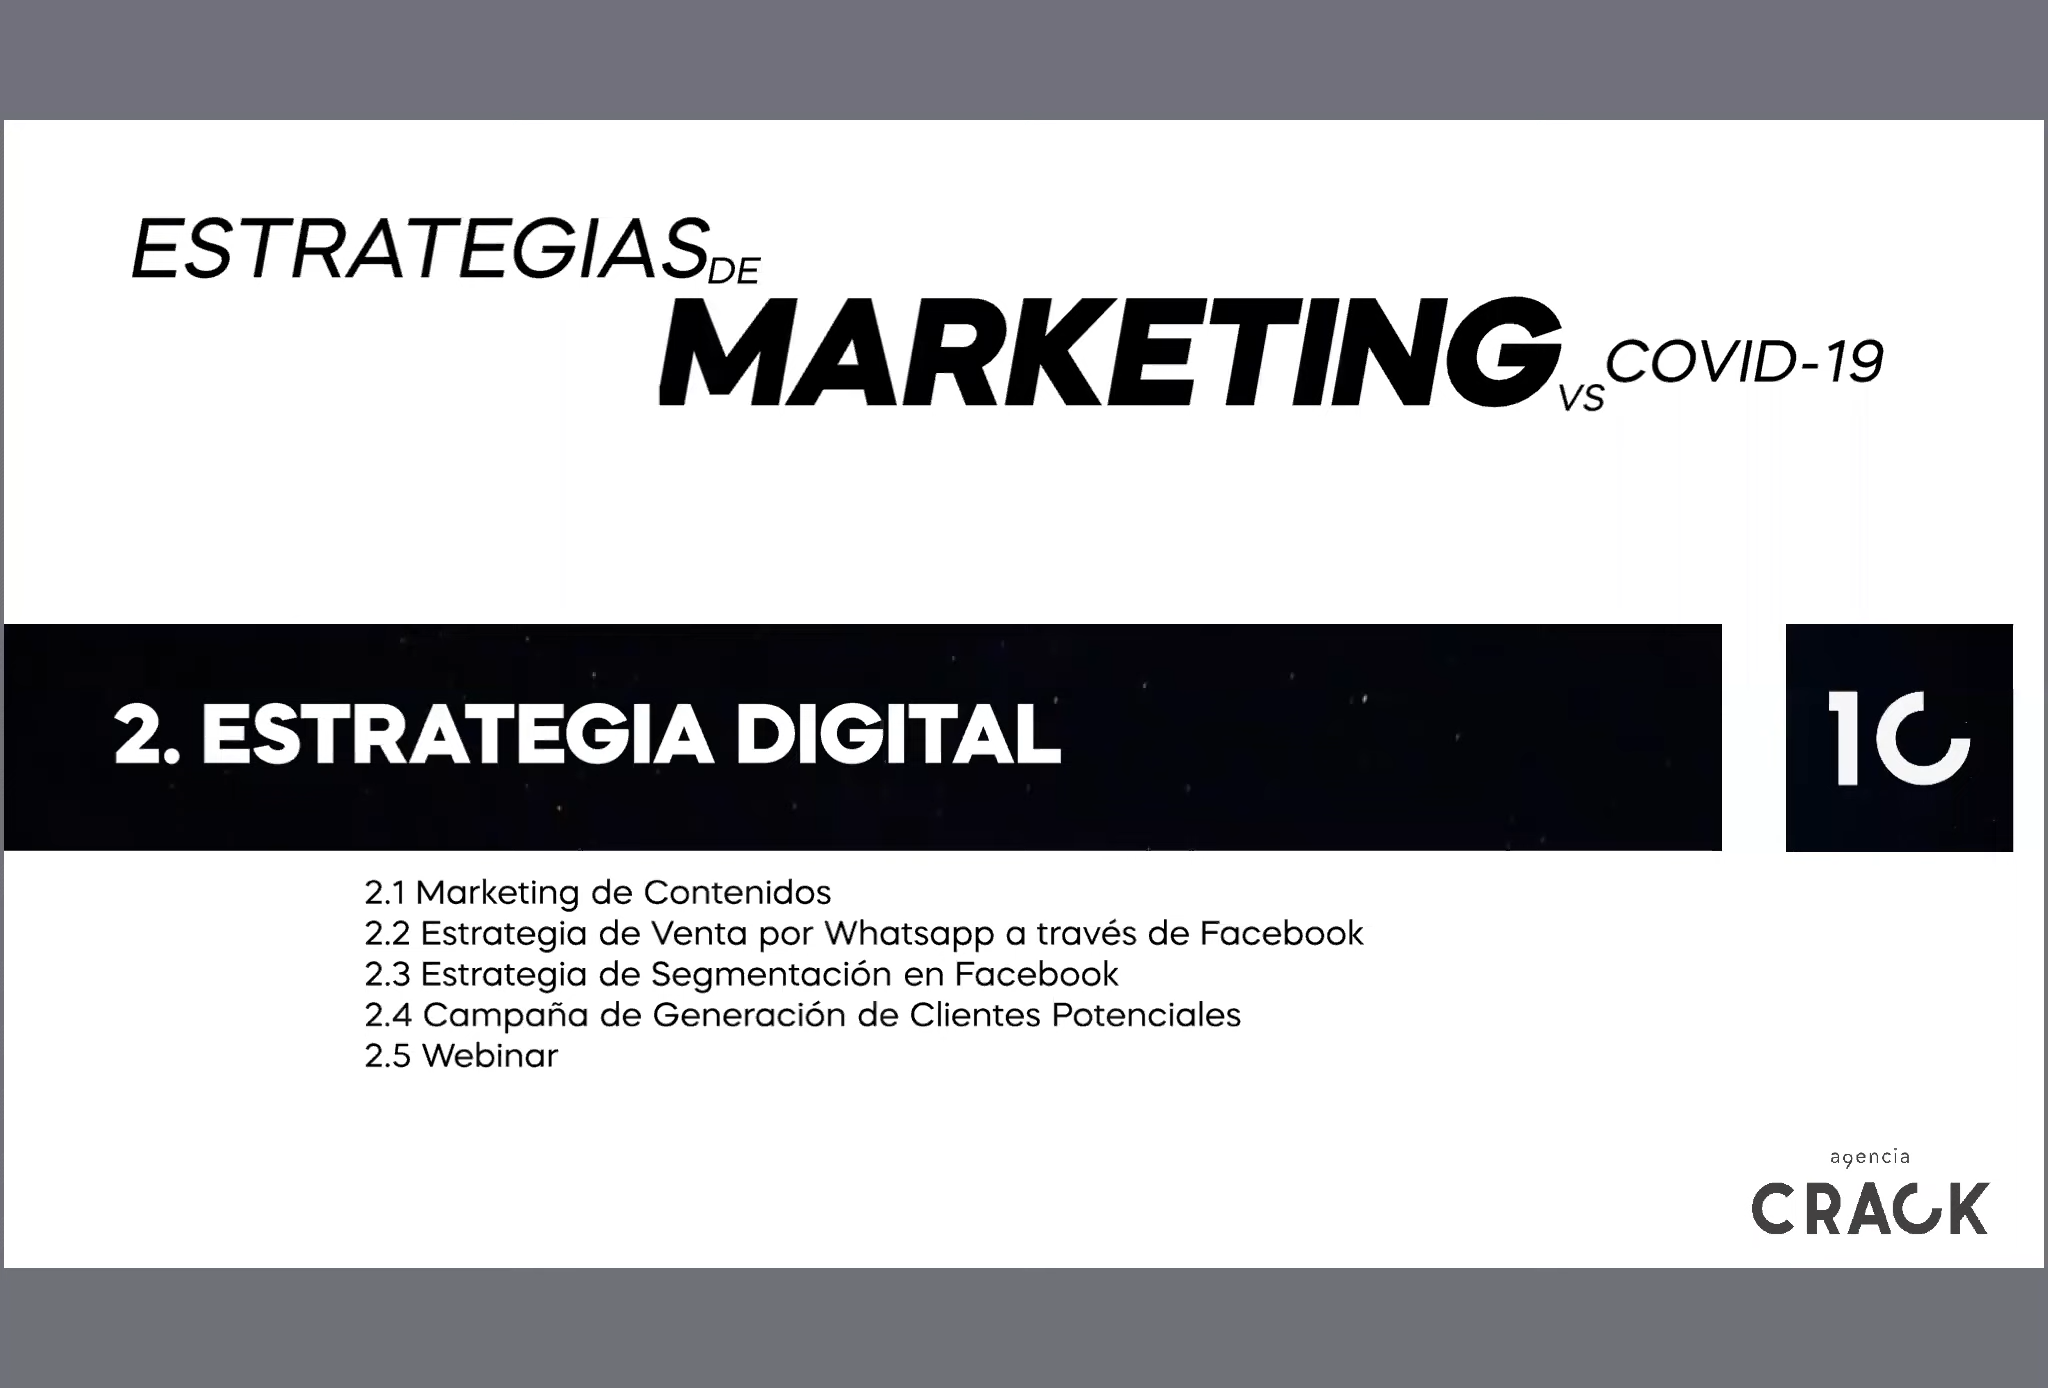 ESTRATEGIAS DE
MARKETING VS COVID-19
2. ESTRATEGIA DIGITAL
10
2.1 Marketing de Contenidos
2.2 Estrategia de Venta por Whatsapp a través de Facebook
2.3 Estrategia de Segmentación en Facebook
2.4 Campaña de Generación de Clientes Potenciales
2.5 Webinar
agencia
CRACK